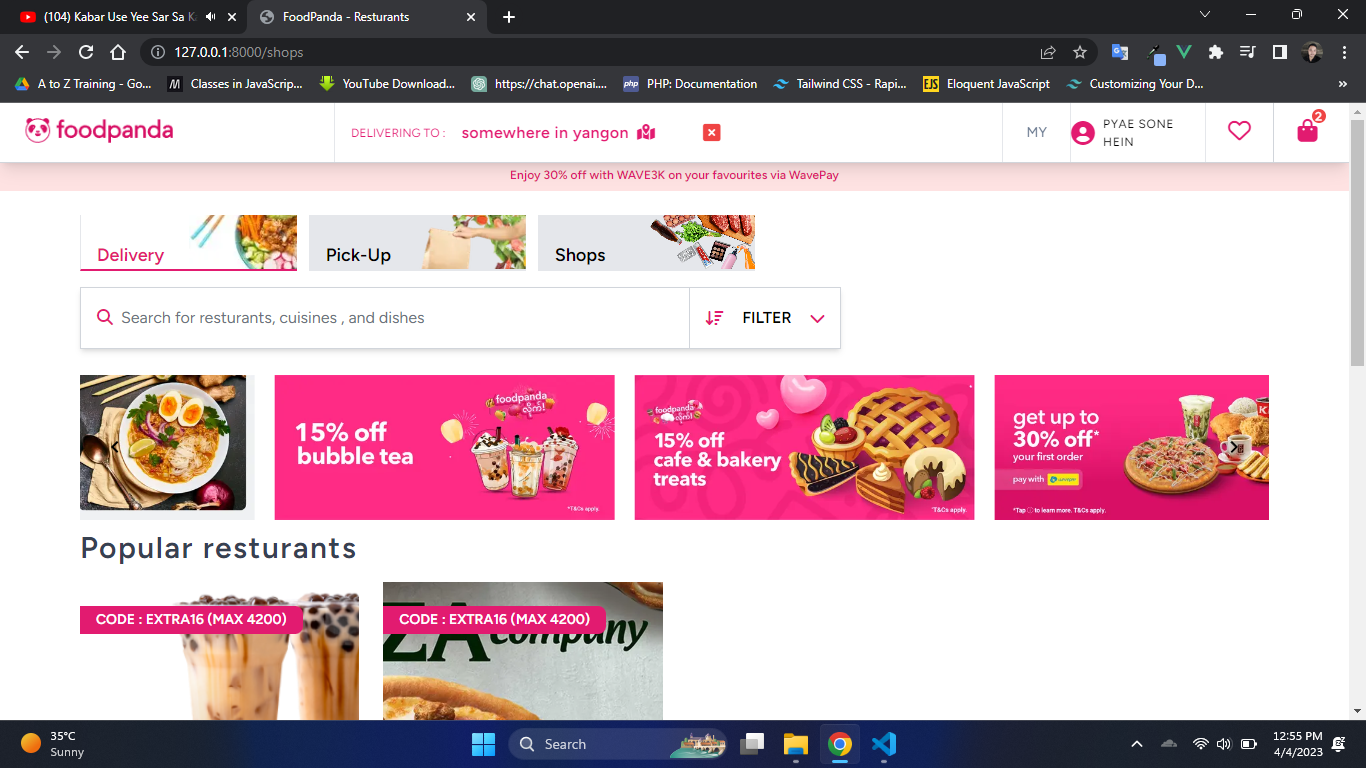 (104) Kabar Use Yee Sar Sa K
FoodPanda - Resturants
127.0.0.1:8000/shops
A to Z Training - Go...
Classes in JavaScrip...
YouTube Download...
https://chat.openai....
php
PHP: Documentation
Tailwind CSS - Rapi...
EJS
Eloquent JavaScript
Customizing Your D...
»
foodpanda
DELIVERING TO :
somewhere in yangon
MY
PYAE SONE
HEIN
2
Enjoy 30% off with WAVE3K on your favourites via WavePay
Delivery
Pick-Up
Shops
Search for resturants, cuisines , and dishes
FILTER
foodpanda
15% off
bubble tea
*T&Cs apply.
foodpanda
15% off
cafe & bakery
treats
*T&Cs apply.
get up to
30% off*
your first order
pay with
*Tap ⓘ to learn more. T&Cs apply.
Popular resturants
CODE : EXTRA16 (MAX 4200)
CODE : EXTRA16 (MAX 4200)
ZA company
35°C
Sunny
Search
12:55 PM
4/4/2023